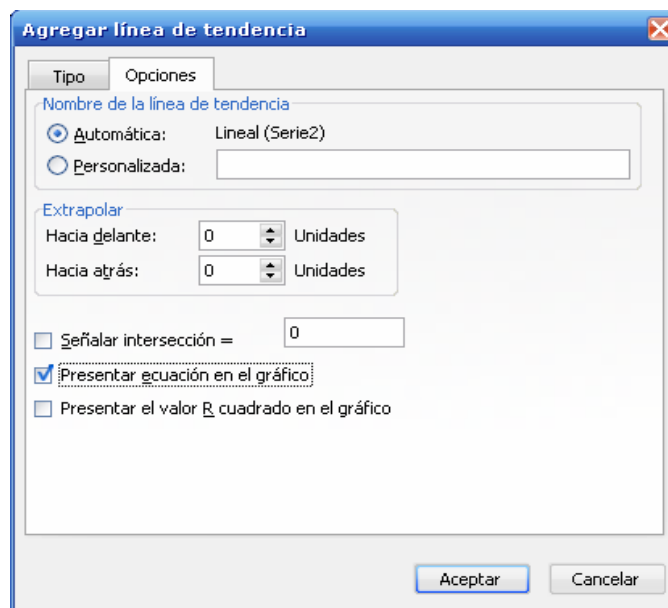 Agregar línea de tendencia
Tipo
Opciones
Nombre de la línea de tendencia
Automática: Lineal (Serie2)
Personalizada:
Extrapolar
Hacia delante: 0 Unidades
Hacia atrás: 0 Unidades
Señalar intersección = 0
Presentar ecuación en el gráfico
Presentar el valor R cuadrado en el gráfico
Aceptar
Cancelar